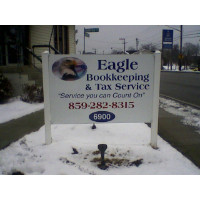 Eagle
Bookkeeping
& Tax Service
"Service you can Count On"
859-282-8315
6900